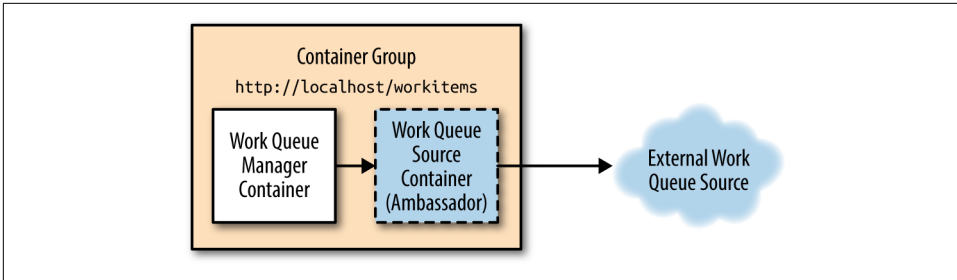 Container Group
http://localhost/workitems
Work Queue
Manager
Container
Work Queue
Source
Container
(Ambassador)
External Work
Queue Source